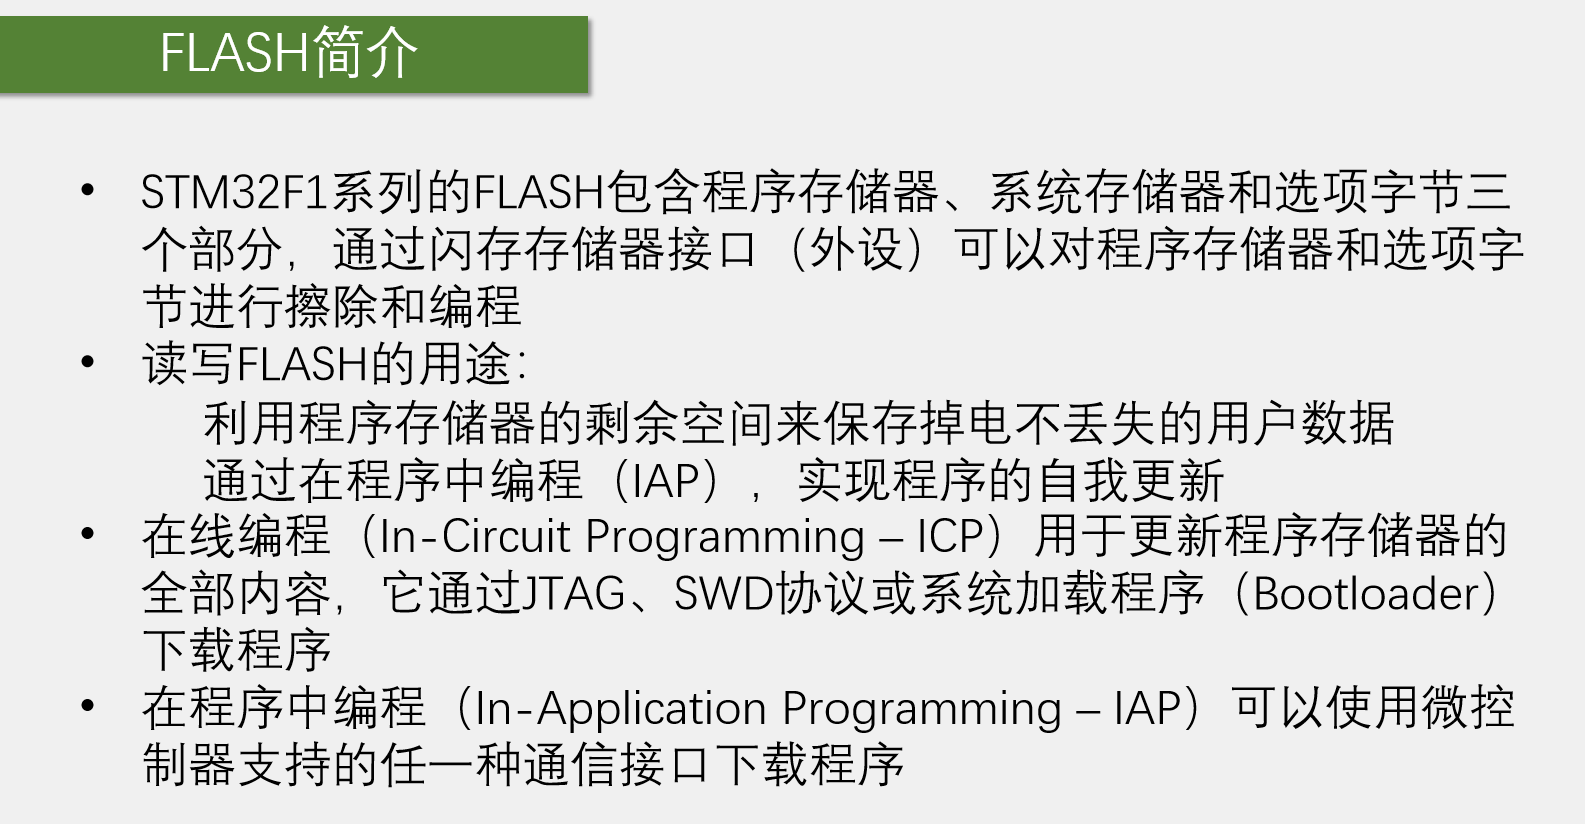 FLASH简介
• STM32F1系列的FLASH包含程序存储器、系统存储器和选项字节三
个部分，通过闪存存储器接口（外设）可以对程序存储器和选项字
节进行擦除和编程
• 读写FLASH的用途：
利用程序存储器的剩余空间来保存掉电不丢失的用户数据
通过在程序中编程（IAP），实现程序的自我更新
• 在线编程（In-Circuit Programming – ICP）用于更新程序存储器的
全部内容，它通过JTAG、SWD协议或系统加载程序（Bootloader）
下载程序
• 在程序中编程（In-Application Programming – IAP）可以使用微控
制器支持的任一种通信接口下载程序